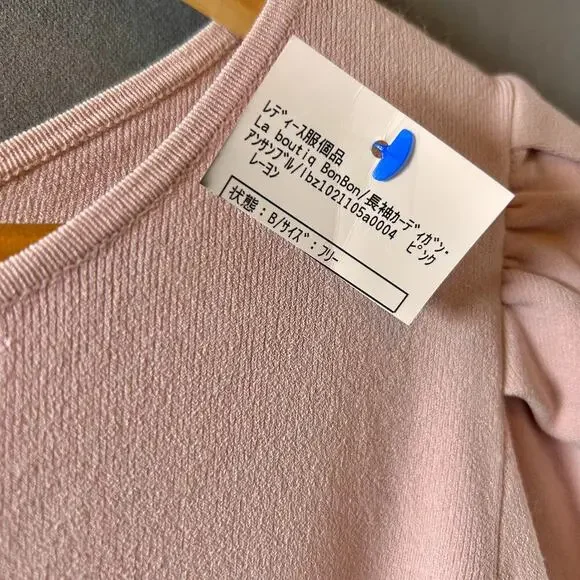 ﾚﾃﾞｨｰｽ服個品
La boutiq BonBon/長袖ｶｰﾃﾞｨｶﾞﾝ･
ｱﾝｻﾝﾌﾞﾙ/lbz1021105a0004 ﾋﾟﾝｸ
ﾚｰﾖﾝ
状態：B/ｻｲｽﾞ：ﾌﾘｰ